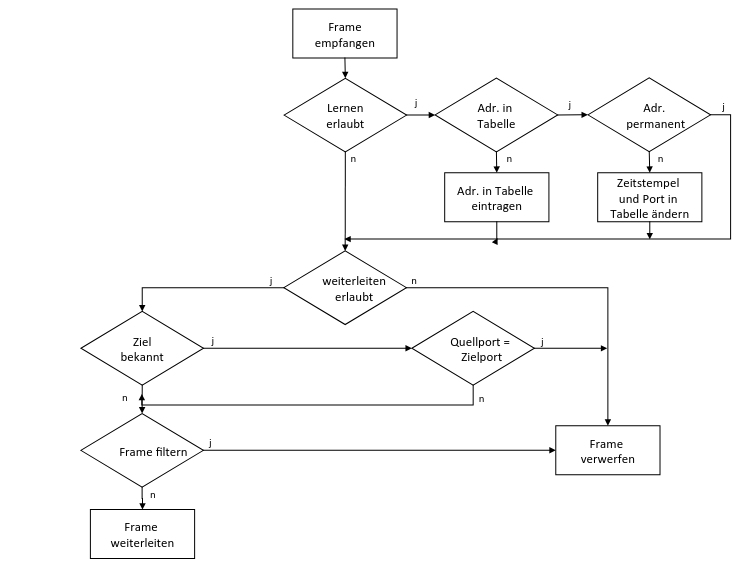 Frame
empfangen
Lernen
erlaubt
j
Adr. in
Tabelle
j
Adr.
permanent
j
n
n
n
Adr. in Tabelle
eintragen
Zeitstempel
und Port in
Tabelle ändern
j
weiterleiten
erlaubt
n
Ziel
bekannt
j
Quellport =
Zielport
j
n
n
Frame filtern
j
Frame
verwerfen
n
Frame
weiterleiten